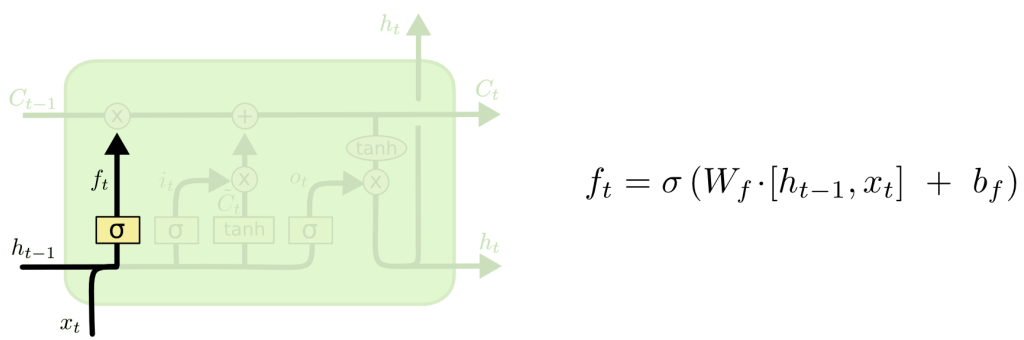 h_t
C_{t-1}
C_t
x
+
tanh
f_t
i_t
C̃_t
o_t
x
x
σ
σ
tanh
σ
h_{t-1}
h_t
x_t
f_t = σ (W_f · [h_{t-1}, x_t] + b_f)